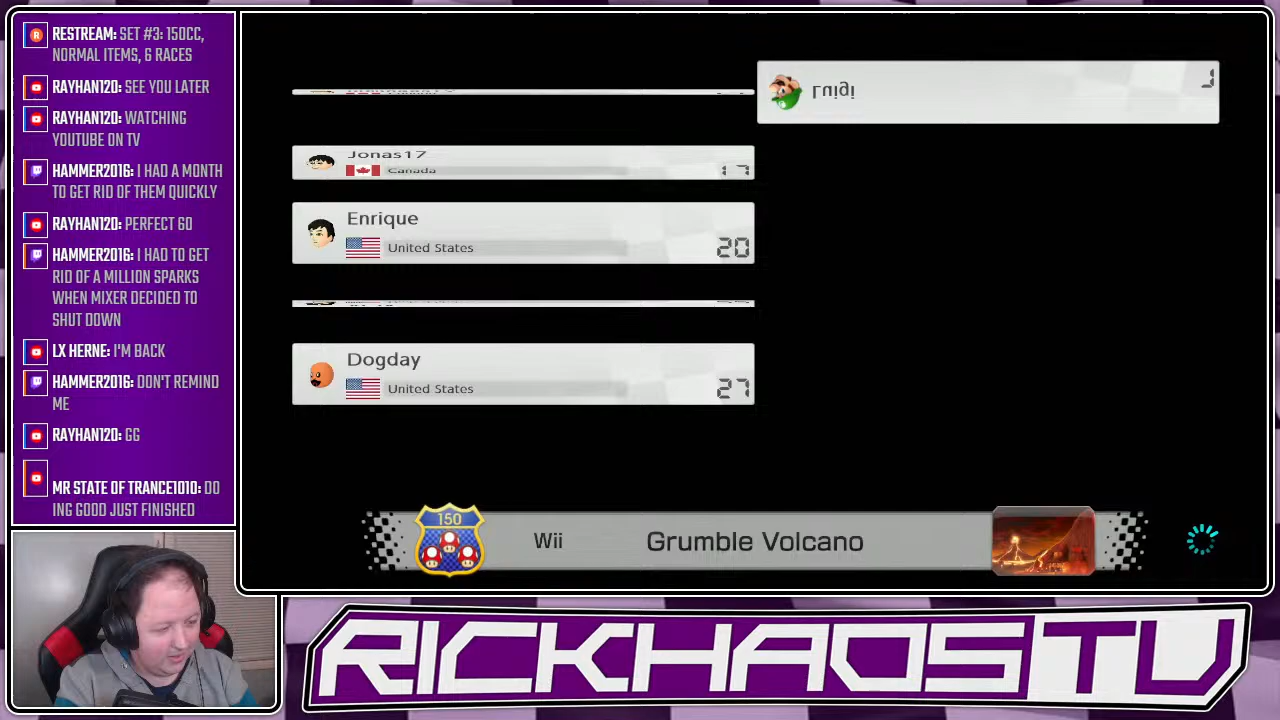 RESTREAM: SET #3: 150CC,
NORMAL ITEMS, 6 RACES
RAYHAN120: SEE YOU LATER
RAYHAN120: WATCHING
YOUTUBE ON TV
HAMMER2016: I HAD A MONTH
TO GET RID OF THEM QUICKLY
RAYHAN120: PERFECT 60
HAMMER2016: I HAD TO GET
RID OF A MILLION SPARKS
WHEN MIXER DECIDED TO
SHUT DOWN
LX HERNE: I'M BACK
HAMMER2016: DON'T REMIND
ME
RAYHAN120: GG
MR STATE OF TRANCE1010: DO
ING GOOD JUST FINISHED
Jonas17
Canada 17
Enrique
United States 20
Dogday
United States 27
Luigi
150 Wii Grumble Volcano
RICKHAOSTV